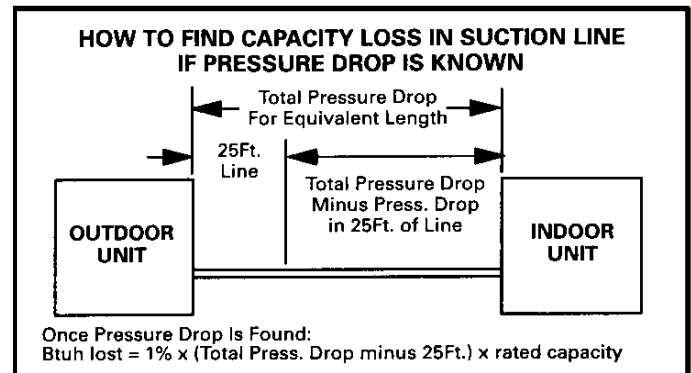 HOW TO FIND CAPACITY LOSS IN SUCTION LINE
IF PRESSURE DROP IS KNOWN
Total Pressure Drop
For Equivalent Length
25Ft.
Line
Total Pressure Drop
Minus Press. Drop
in 25Ft. of Line
OUTDOOR
UNIT
INDOOR
UNIT
Once Pressure Drop Is Found:
Btuh lost = 1% x (Total Press. Drop minus 25Ft.) x rated capacity